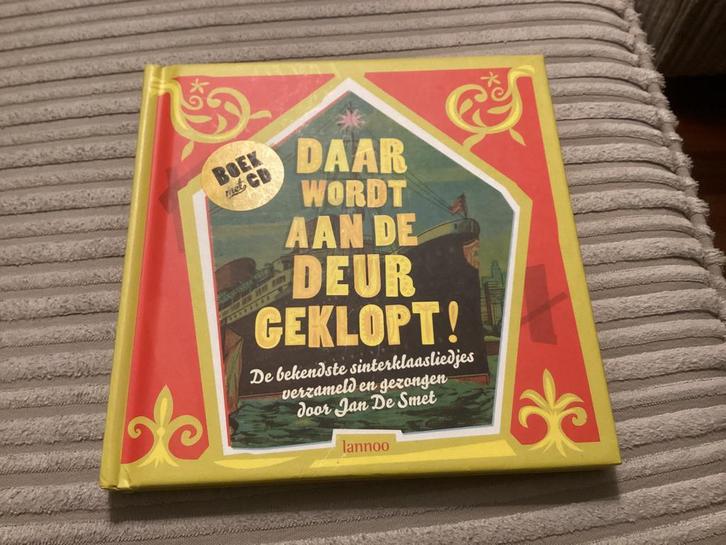 BOEK
met
CD
DAAR
WORDT
AAN DE
DEUR
GEKLOPT!
De bekendste sinterklaasliedjes
verzameld en gezongen
door Jan De Smet
lannoo